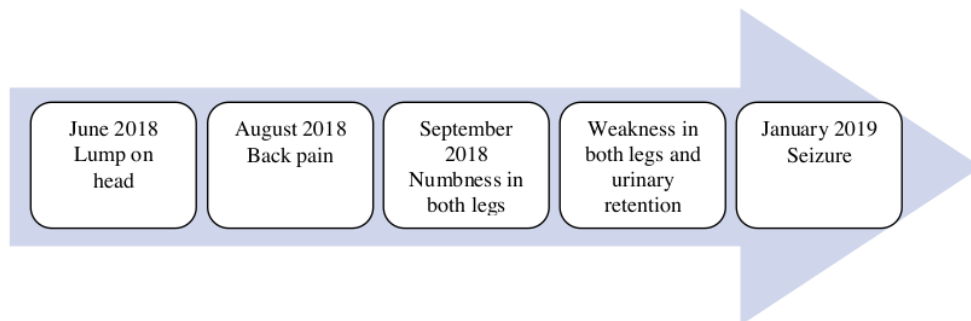 June 2018
Lump on
head
August 2018
Back pain
September
2018
Numbness in
both legs
Weakness in
both legs and
urinary
retention
January 2019
Seizure